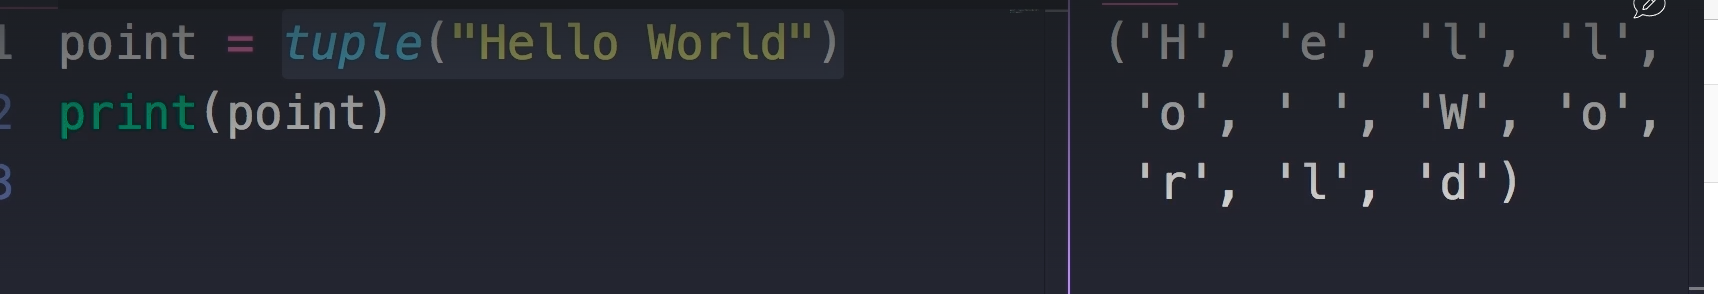 1 point = tuple("Hello World")
2 print(point)
3
('H', 'e', 'l', 'l',
'o', ' ', 'W', 'o',
'r', 'l', 'd')